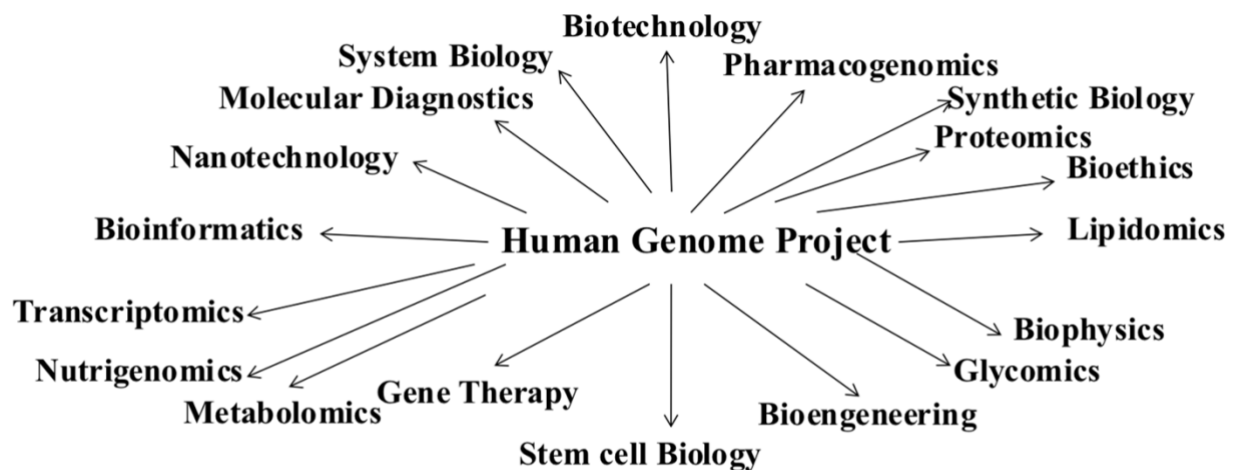 Biotechnology
System Biology
Pharmacogenomics
Molecular Diagnostics
Synthetic Biology
Proteomics
Nanotechnology
Bioethics
Bioinformatics
Human Genome Project
Lipidomics
Transcriptomics
Biophysics
Nutrigenomics
Glycomics
Metabolomics
Gene Therapy
Bioengeneering
Stem cell Biology